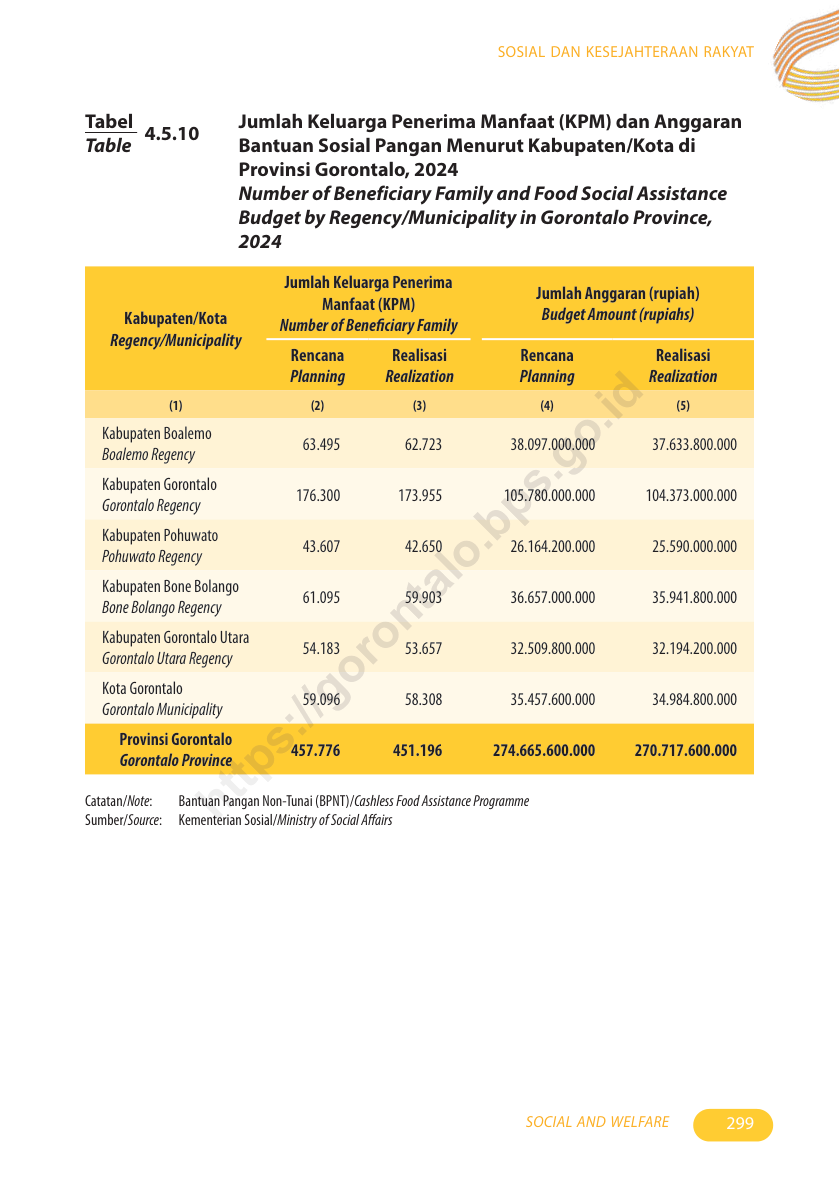 SOSIAL DAN KESEJAHTERAAN RAKYAT
Tabel
Table
4.5.10
Jumlah Keluarga Penerima Manfaat (KPM) dan Anggaran
Bantuan Sosial Pangan Menurut Kabupaten/Kota di
Provinsi Gorontalo, 2024
Number of Beneficiary Family and Food Social Assistance
Budget by Regency/Municipality in Gorontalo Province,
2024
Kabupaten/Kota
Regency/Municipality
Jumlah Keluarga Penerima
Manfaat (KPM)
Number of Beneficiary Family
Jumlah Anggaran (rupiah)
Budget Amount (rupiahs)
Rencana Realisasi Rencana Realisasi
Planning Realization Planning Realization
(1) (2) (3) (4) (5)
Kabupaten Boalemo
Boalemo Regency
63.495 62.723 38.097.000.000 37.633.800.000
Kabupaten Gorontalo
Gorontalo Regency
176.300 173.955 105.780.000.000 104.373.000.000
Kabupaten Pohuwato
Pohuwato Regency
43.607 42.650 26.164.200.000 25.590.000.000
Kabupaten Bone Bolango
Bone Bolango Regency
61.095 59.903 36.657.000.000 35.941.800.000
Kabupaten Gorontalo Utara
Gorontalo Utara Regency
54.183 53.657 32.509.800.000 32.194.200.000
Kota Gorontalo
Gorontalo Municipality
59.096 58.308 35.457.600.000 34.984.800.000
Provinsi Gorontalo
Gorontalo Province
457.776 451.196 274.665.600.000 270.717.600.000
Catatan/Note: Bantuan Pangan Non-Tunai (BPNT)/Cashless Food Assistance Programme
Sumber/Source: Kementerian Sosial/Ministry of Social Affairs
https://gorontalo.bps.go.id
SOCIAL AND WELFARE 299